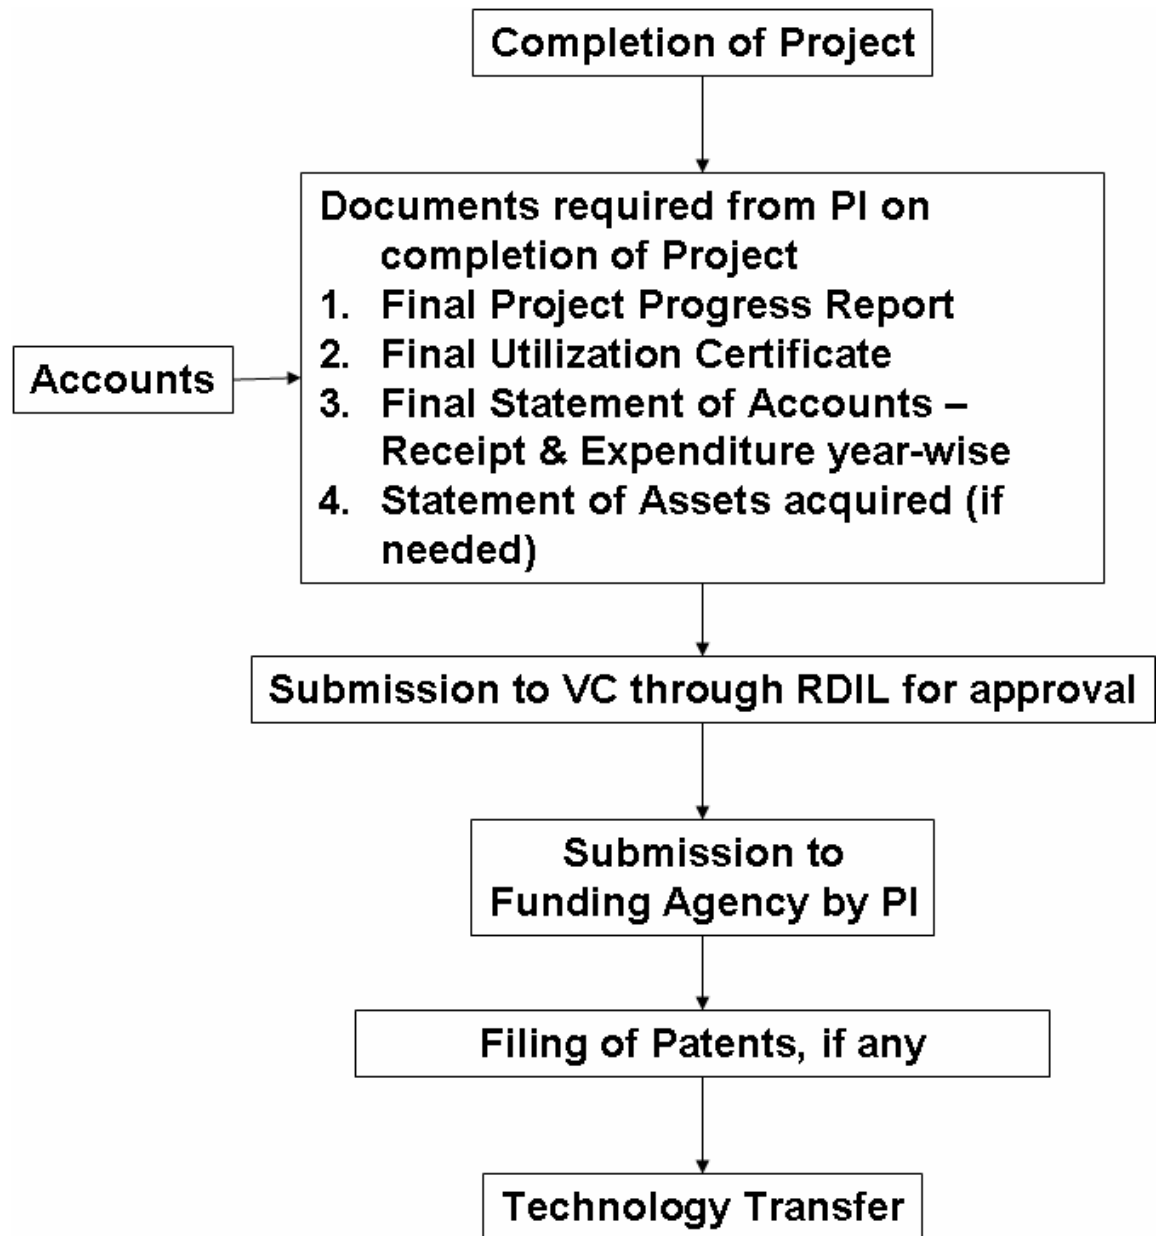 Completion of Project
Documents required from PI on
completion of Project
1. Final Project Progress Report
2. Final Utilization Certificate
3. Final Statement of Accounts –
Receipt & Expenditure year-wise
4. Statement of Assets acquired (if
needed)
Accounts
Submission to VC through RDIL for approval
Submission to
Funding Agency by PI
Filing of Patents, if any
Technology Transfer